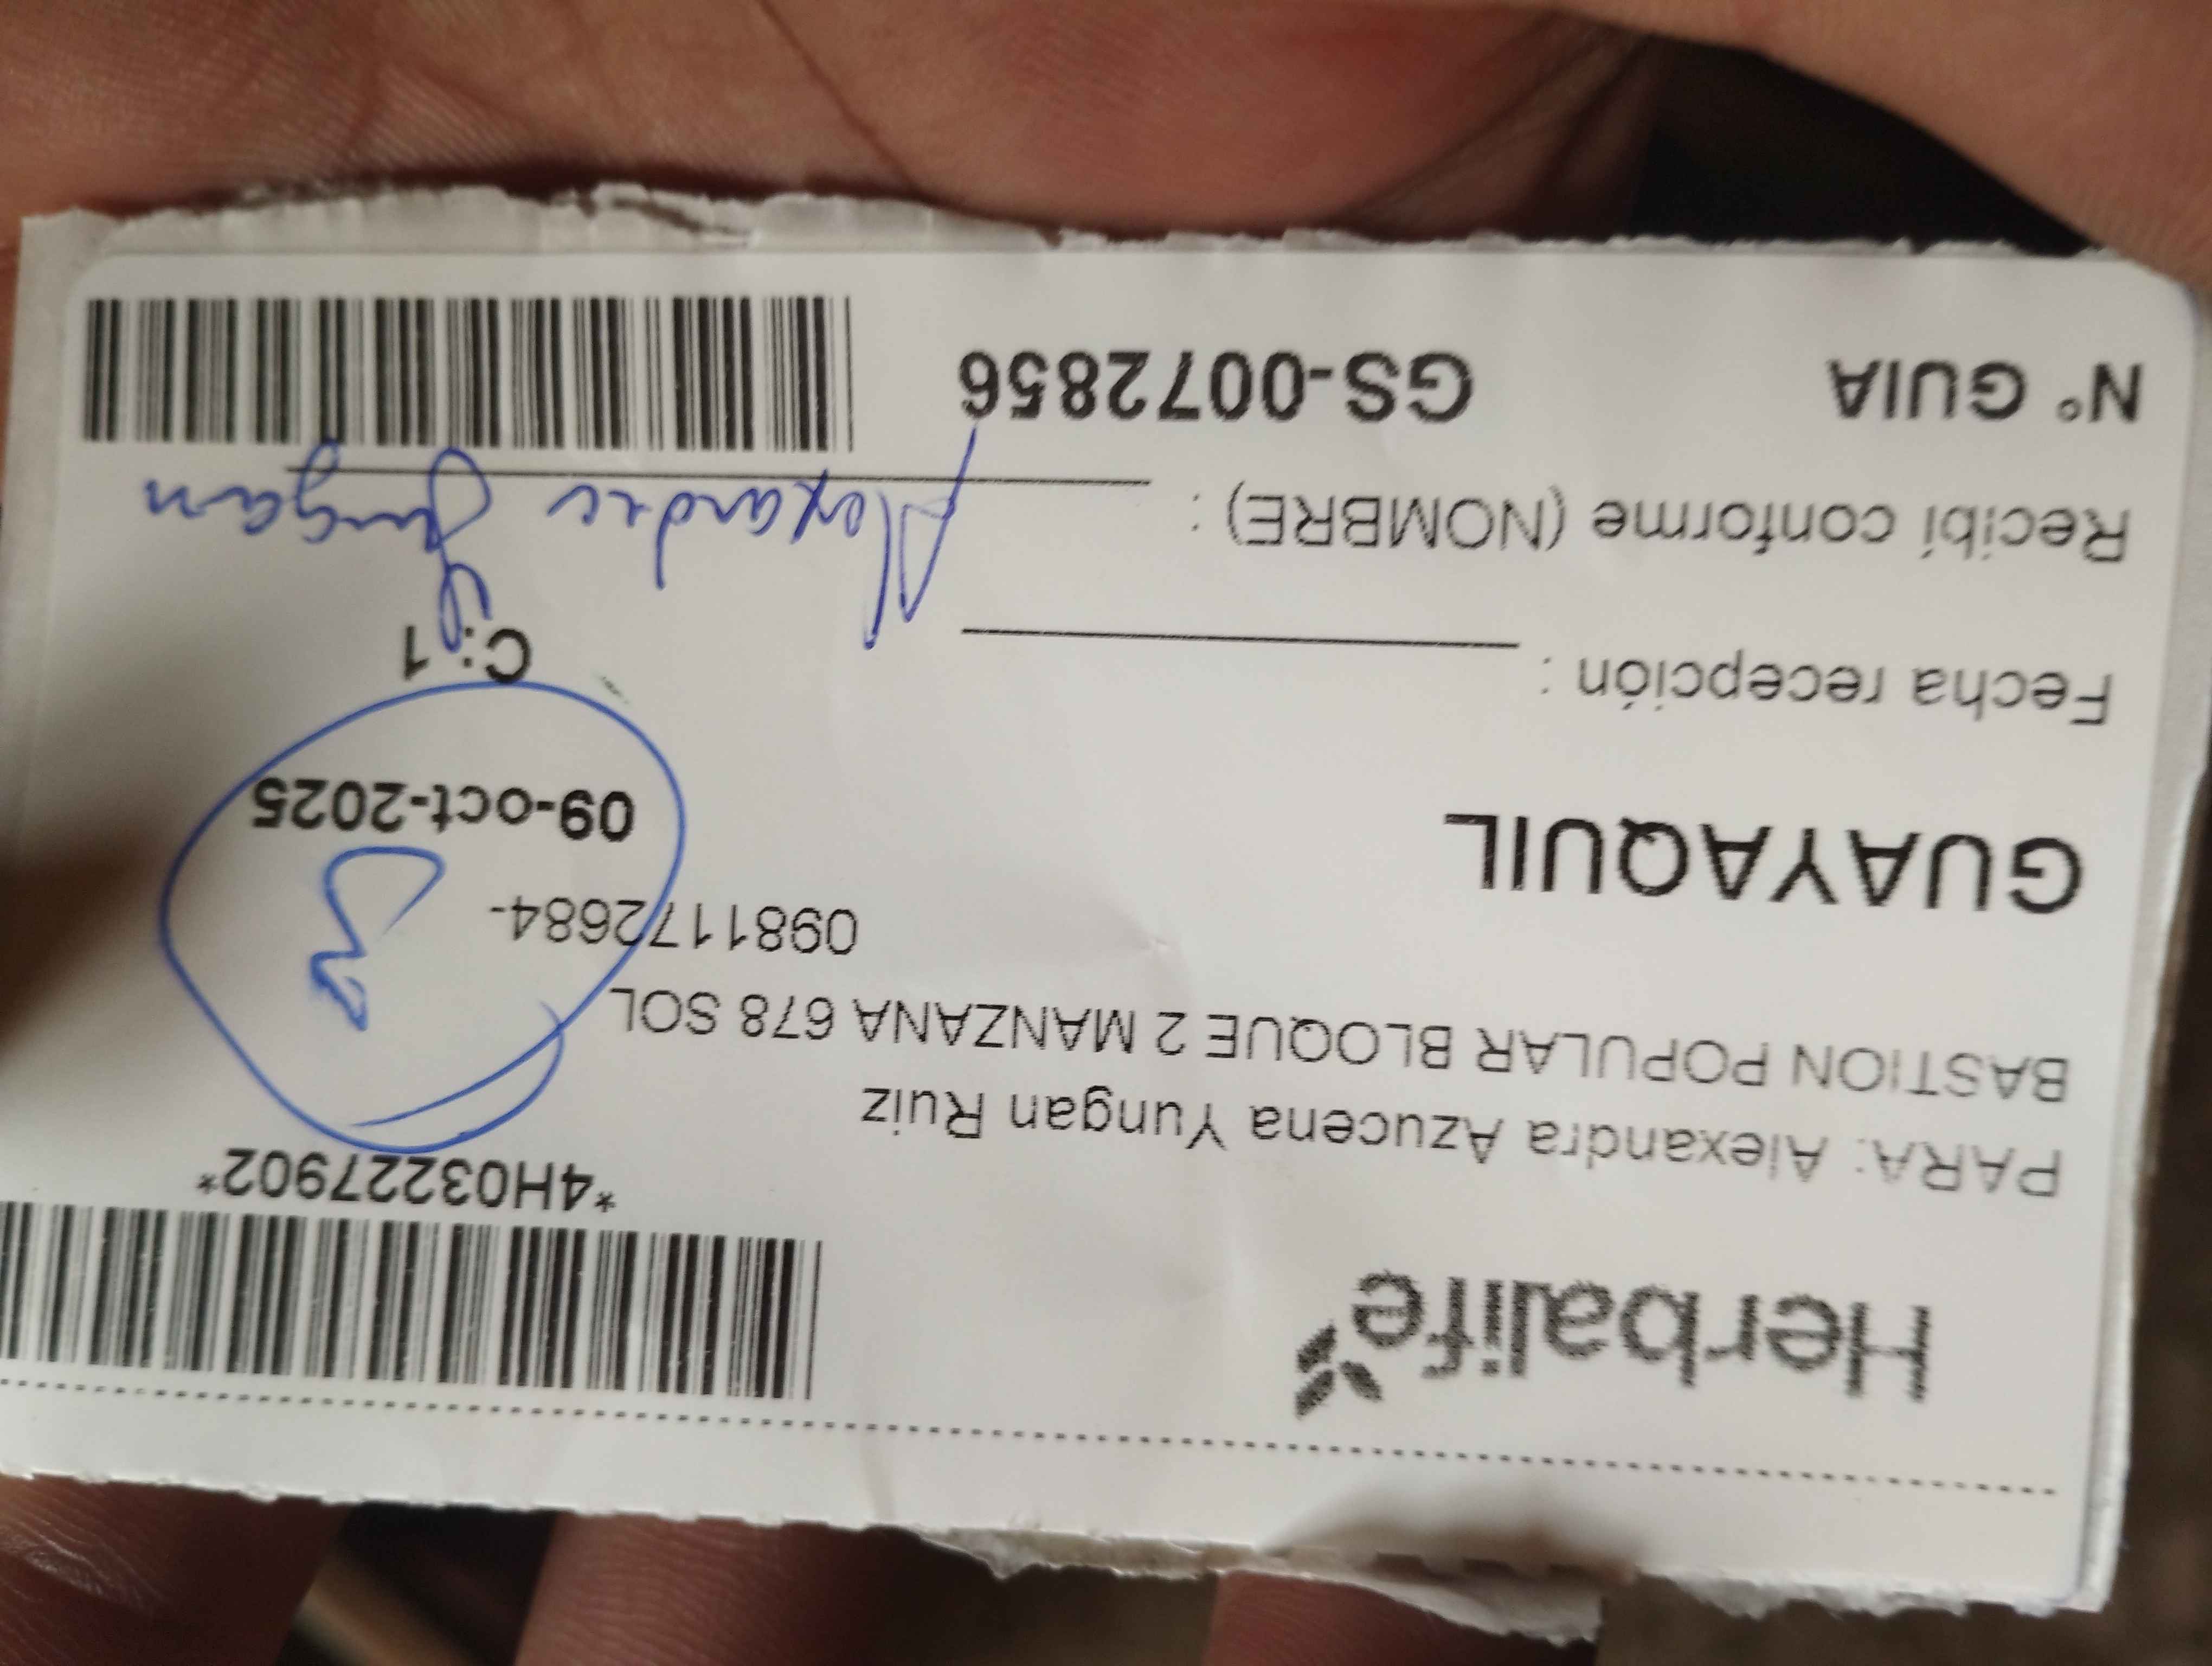 Herbalife
*4H03227902*
PARA: Alexandra Azucena Yungan Ruiz
BASTION POPULAR BLOQUE 2 MANZANA 678 SOL
0981172684-
GUAYAQUIL
09-oct-2025
Fecha recepción :
C: 1
Recibí conforme (NOMBRE) : Alexandra Yungan
N° GUIA GS-0072856